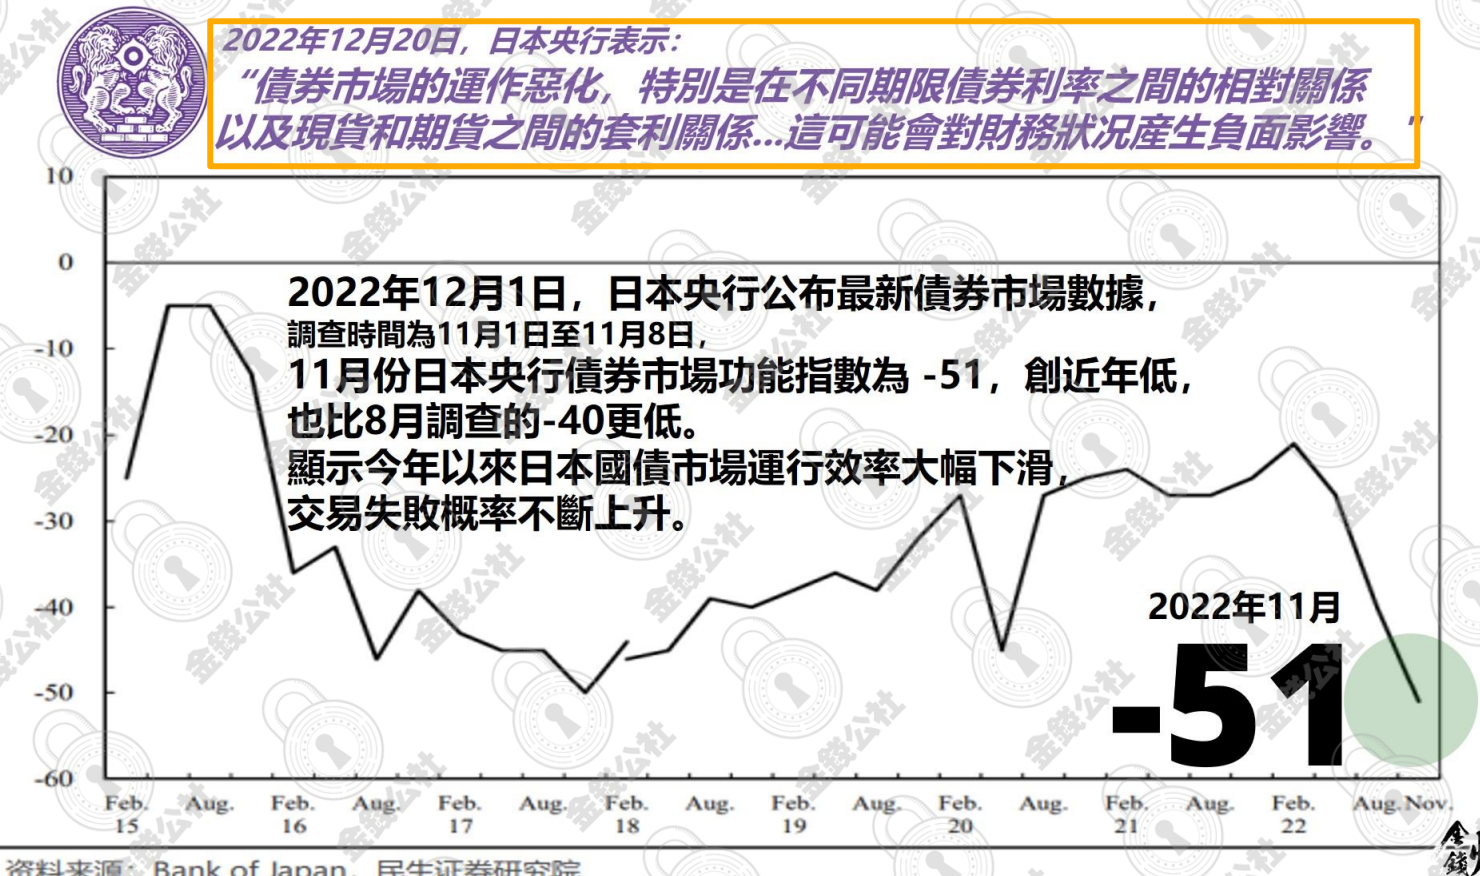 2022年12月20日，日本央行表示：
“債券市場的運作惡化，特別是在不同期限債券利率之間的相對關係
以及現貨和期貨之間的套利關係...這可能會對財務狀況産生負面影響。"
10
0
-10
-20
-30
-40
-50
-60
2022年12月1日，日本央行公布最新債券市場數據，
調查時間為11月1日至11月8日，
11月份日本央行債券市場功能指數為 -51，創近年低，
也比8月調查的-40更低。
顯示今年以來日本國債市場運行效率大幅下滑，
交易失敗概率不斷上升。
2022年11月
-51
Feb. Aug. Feb. Aug. Feb. Aug. Feb. Aug. Feb. Aug. Feb. Aug. Feb. Aug. Feb. Aug. Nov.
15 16 17 18 19 20 21 22
资料来源：Bank of Japan，民生证券研究院
金錢公社